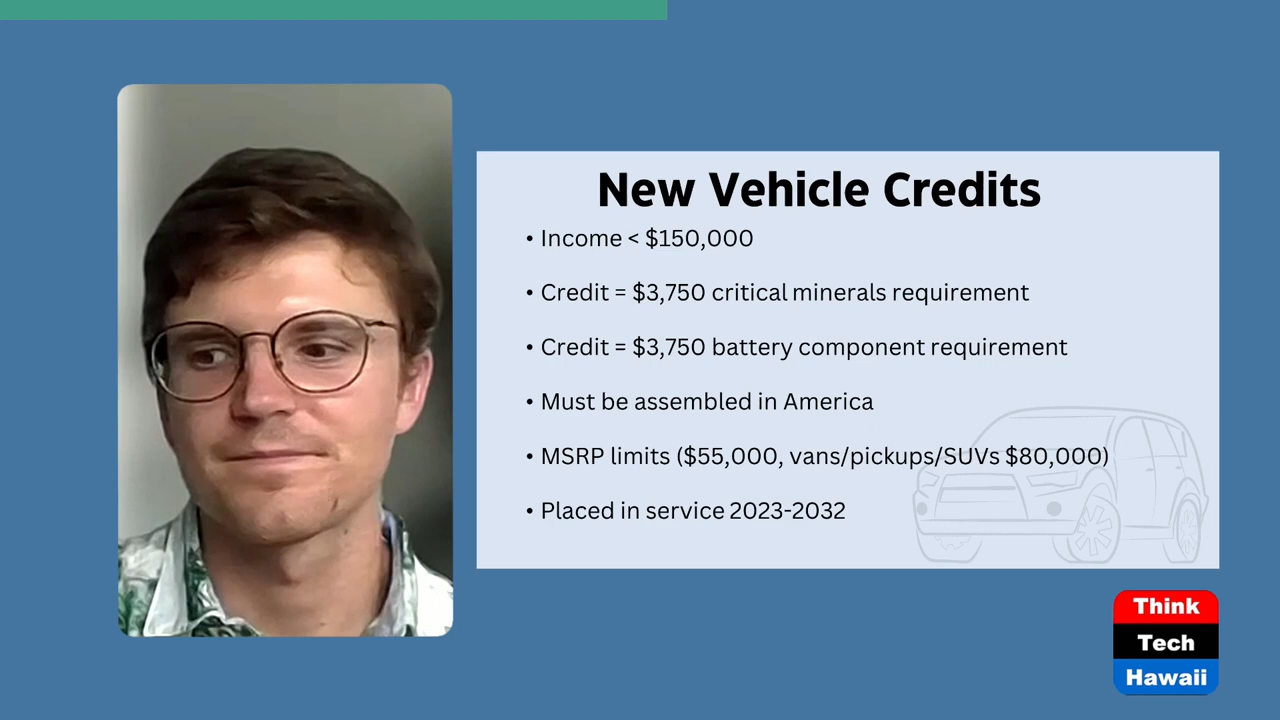 New Vehicle Credits
• Income < $150,000
• Credit = $3,750 critical minerals requirement
• Credit = $3,750 battery component requirement
• Must be assembled in America
• MSRP limits ($55,000, vans/pickups/SUVs $80,000)
• Placed in service 2023-2032
Think
Tech
Hawaii